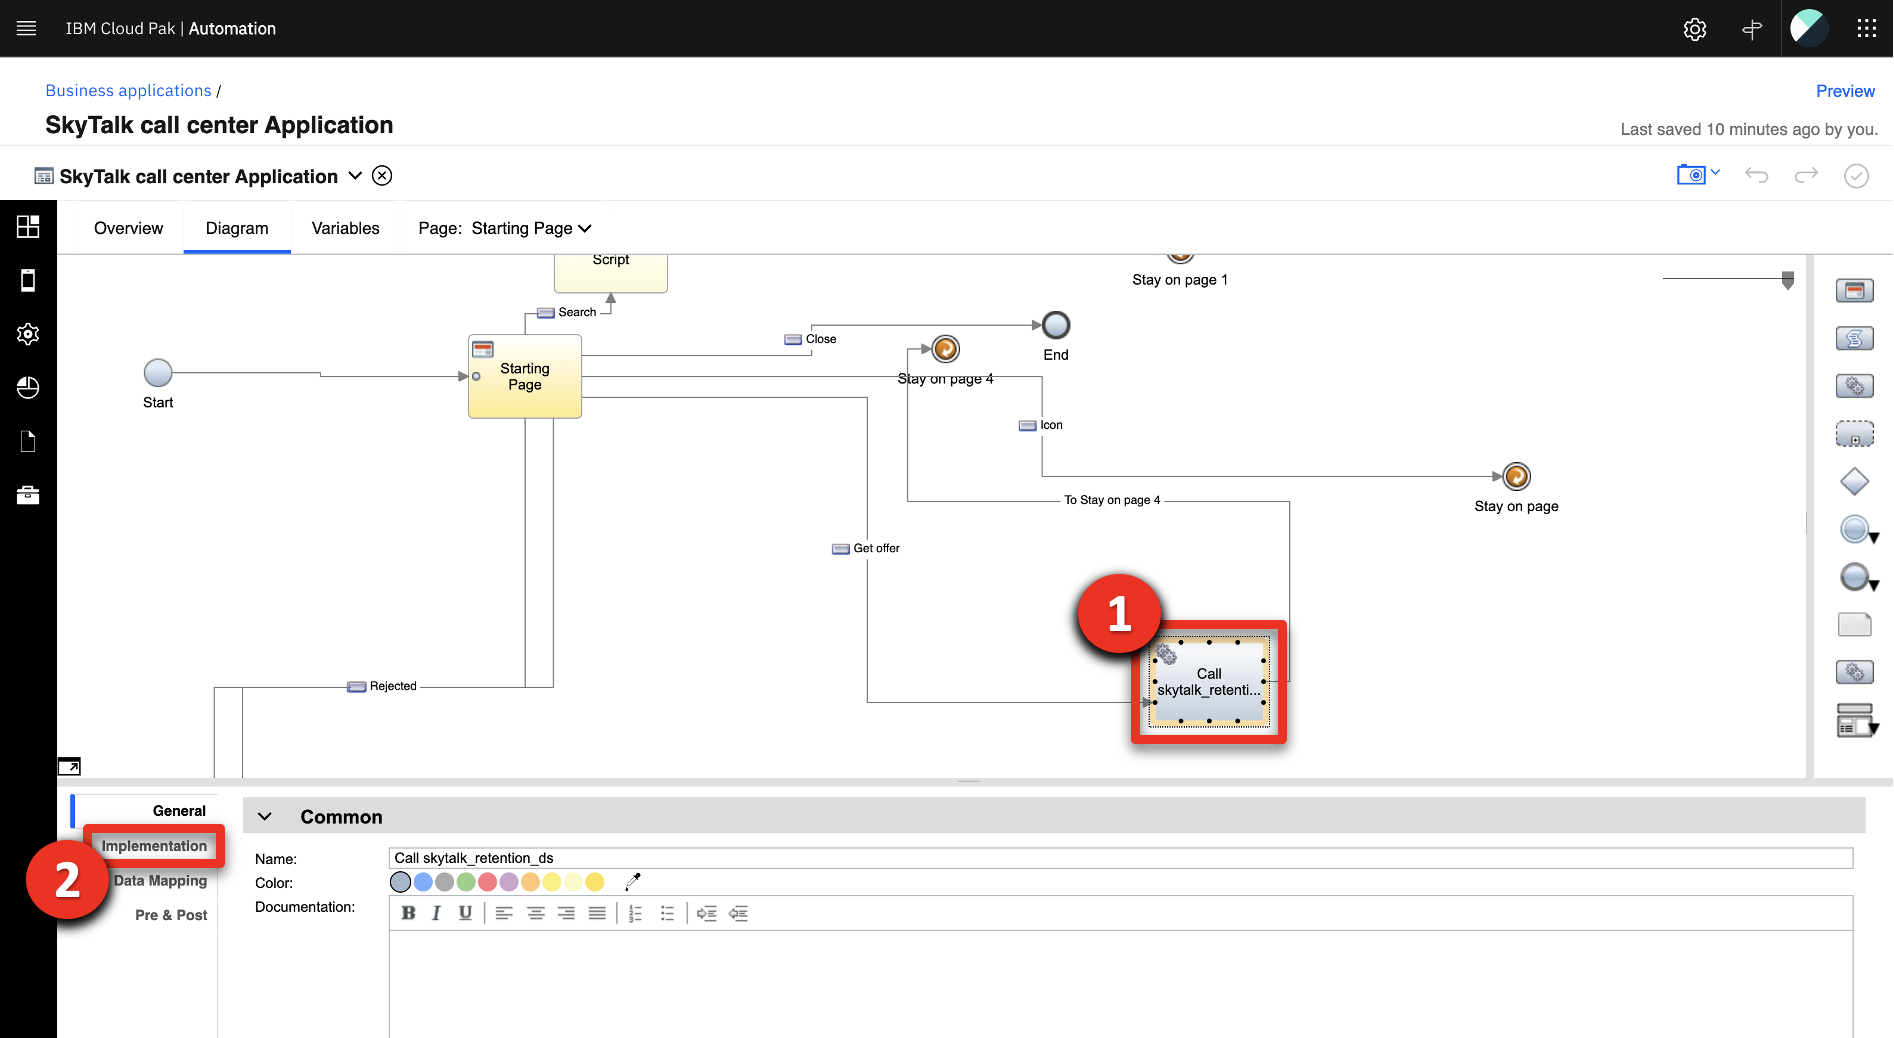 IBM Cloud Pak | Automation
Business applications /
Preview
SkyTalk call center Application
Last saved 10 minutes ago by you.
SkyTalk call center Application
Overview
Diagram
Variables
Page: Starting Page
Script
Stay on page 1
Search
Close
End
Starting
Page
Stay on page 4
Start
Icon
To Stay on page 4
Stay on page
Get offer
1
Call
skytalk_retenti...
Rejected
General
Implementation
Data Mapping
Pre & Post
2
Common
Name:
Call skytalk_retention_ds
Color:
Documentation:
B I U